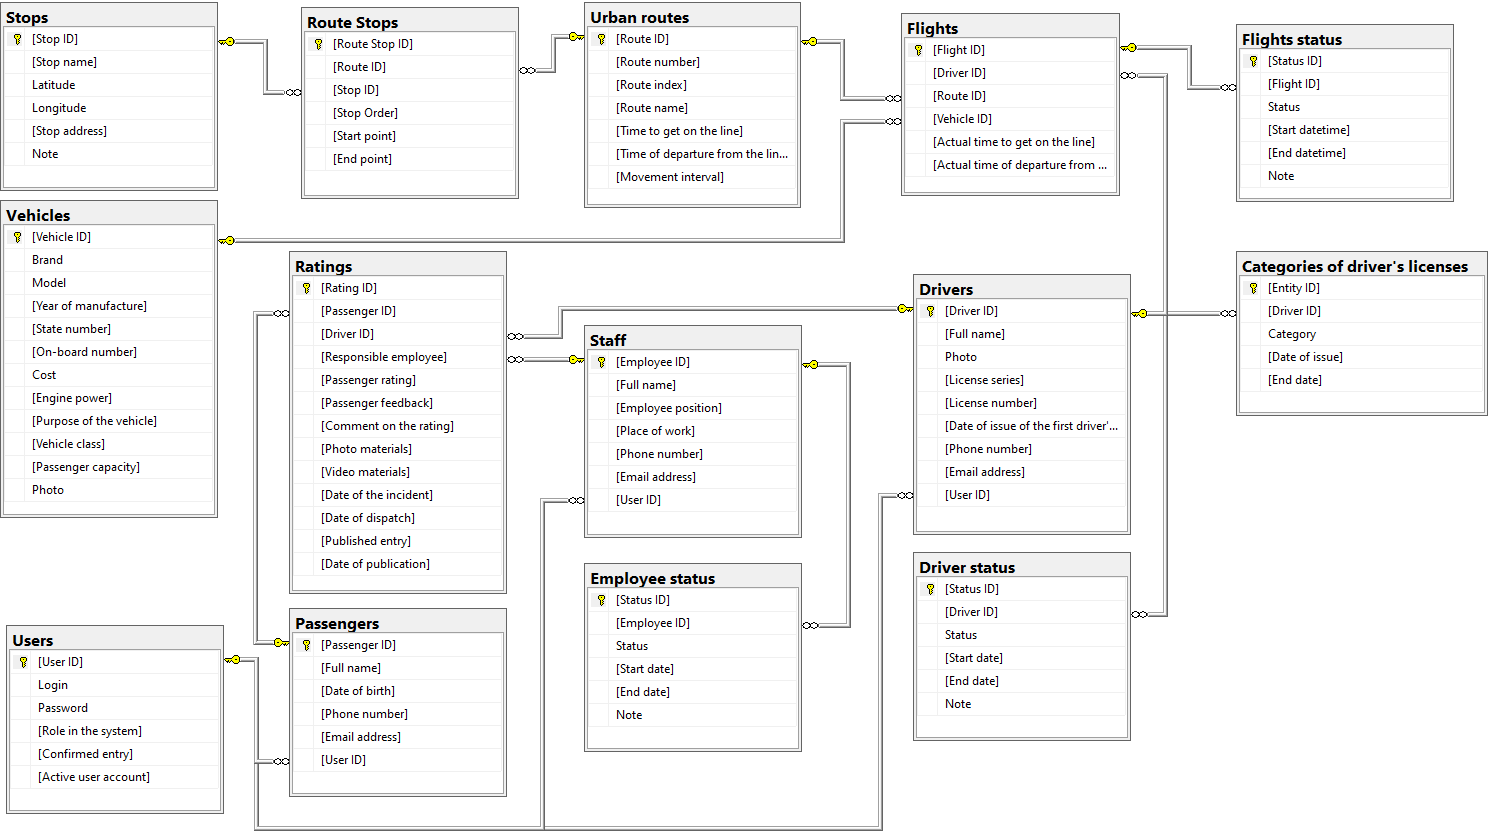 Stops
[Stop ID]
[Stop name]
Latitude
Longitude
[Stop address]
Note
Route Stops
[Route Stop ID]
[Route ID]
[Stop ID]
[Stop Order]
[Start point]
[End point]
Urban routes
[Route ID]
[Route number]
[Route index]
[Route name]
[Time to get on the line]
[Time of departure from the lin...
[Movement interval]
Flights
[Flight ID]
[Driver ID]
[Route ID]
[Vehicle ID]
[Actual time to get on the line]
[Actual time of departure from ...
Flights status
[Status ID]
[Flight ID]
Status
[Start datetime]
[End datetime]
Note
Vehicles
[Vehicle ID]
Brand
Model
[Year of manufacture]
[State number]
[On-board number]
Cost
[Engine power]
[Purpose of the vehicle]
[Vehicle class]
[Passenger capacity]
Photo
Ratings
[Rating ID]
[Passenger ID]
[Driver ID]
[Responsible employee]
[Passenger rating]
[Passenger feedback]
[Comment on the rating]
[Photo materials]
[Video materials]
[Date of the incident]
[Date of dispatch]
[Published entry]
[Date of publication]
Staff
[Employee ID]
[Full name]
[Employee position]
[Place of work]
[Phone number]
[Email address]
[User ID]
Drivers
[Driver ID]
[Full name]
Photo
[License series]
[License number]
[Date of issue of the first driver'...
[Phone number]
[Email address]
[User ID]
Categories of driver's licenses
[Entity ID]
[Driver ID]
Category
[Date of issue]
[End date]
Users
[User ID]
Login
Password
[Role in the system]
[Confirmed entry]
[Active user account]
Passengers
[Passenger ID]
[Full name]
[Date of birth]
[Phone number]
[Email address]
[User ID]
Employee status
[Status ID]
[Employee ID]
Status
[Start date]
[End date]
Note
Driver status
[Status ID]
[Driver ID]
Status
[Start date]
[End date]
Note